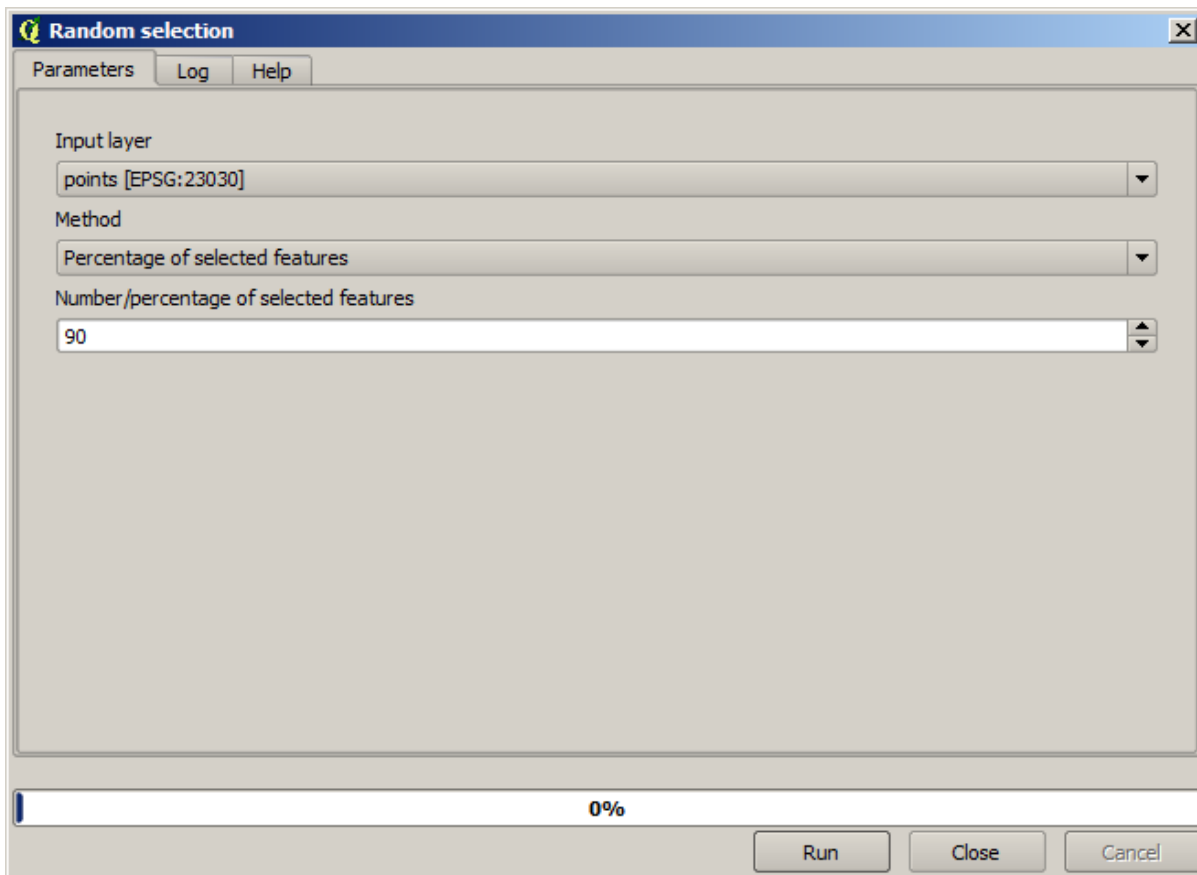 Random selection
Parameters Log Help
Input layer
points [EPSG:23030]
Method
Percentage of selected features
Number/percentage of selected features
90
0%
Run Close Cancel